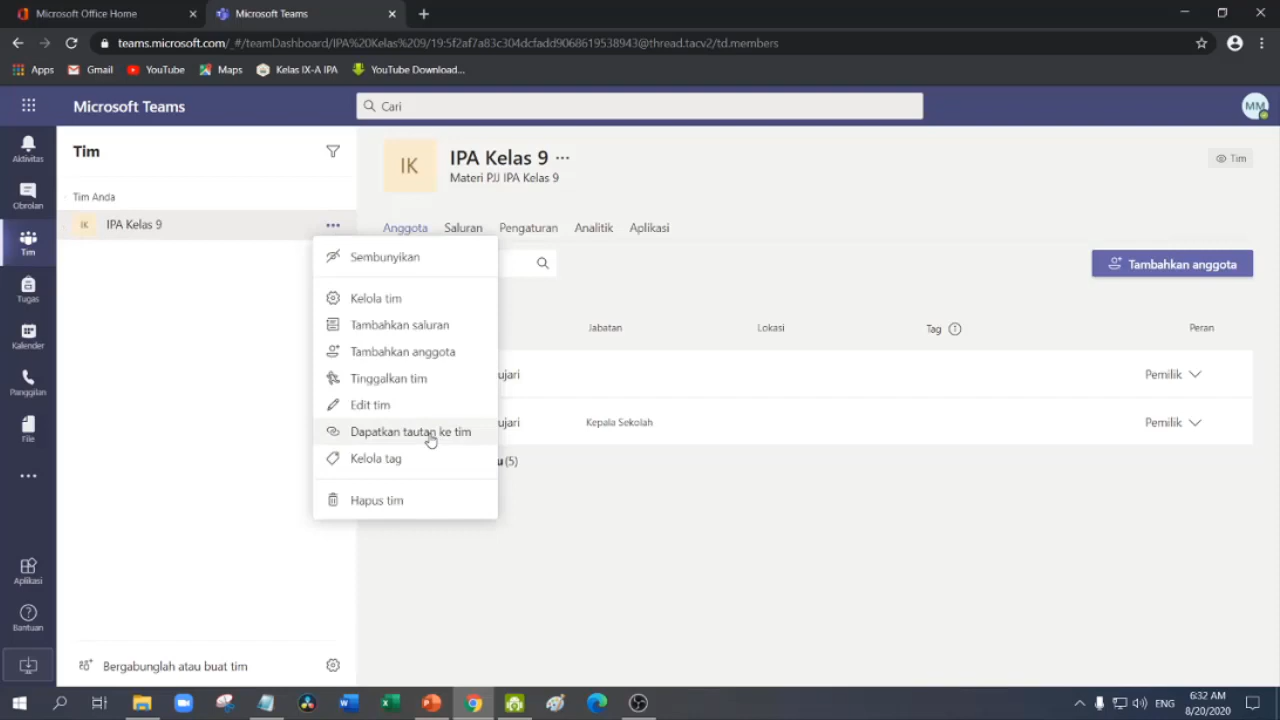 Microsoft Office Home
Microsoft Teams
teams.microsoft.com/_#/teamDashboard/IPA%20Kelas%209/19:5f2af7a83c304dcfadd9068619538943@thread.tacv2/td.members
Apps
Gmail
YouTube
Maps
Kelas IX-A IPA
YouTube Download...
Microsoft Teams
Cari
MM
Aktivitas
Obrolan
Tim
Tugas
Kalender
Panggilan
File
Aplikasi
Bantuan
Tim
Tim Anda
IK
IPA Kelas 9
Sembunyikan
Kelola tim
Tambahkan saluran
Tambahkan anggota
Tinggalkan tim
Edit tim
Dapatkan tautan ke tim
Kelola tag
Hapus tim
Bergabunglah atau buat tim
IK
IPA Kelas 9
Materi PJJ IPA Kelas 9
Tim
Anggota
Saluran
Pengaturan
Analitik
Aplikasi
Tambahkan anggota
Jabatan
Lokasi
Tag
Peran
ujari
Pemilik
ujari
Kepala Sekolah
Pemilik
u (5)
ENG
6:32 AM
8/20/2020